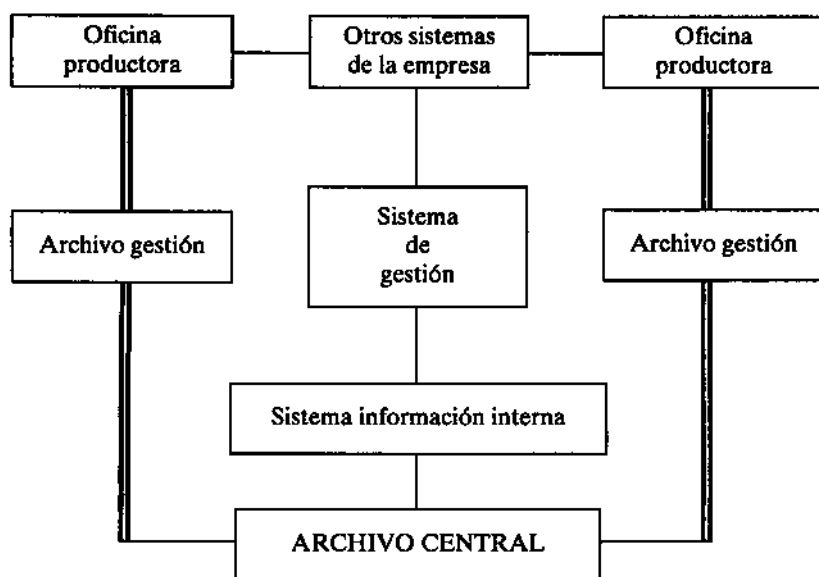 Oficina
productora
Otros sistemas
de la empresa
Oficina
productora
Archivo gestión
Sistema
de
gestión
Archivo gestión
Sistema información interna
ARCHIVO CENTRAL